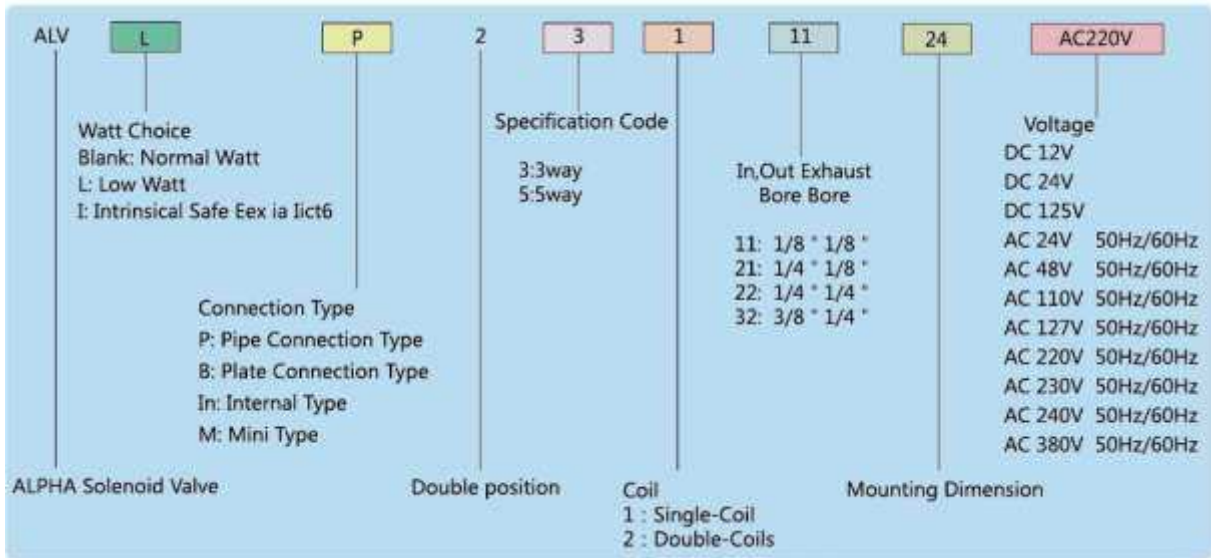 ALV L P 2 3 1 11 24 AC220V
Watt Choice
Blank: Normal Watt
L: Low Watt
I: Intrinsical Safe Eex ia Iict6
Connection Type
P: Pipe Connection Type
B: Plate Connection Type
In: Internal Type
M: Mini Type
Specification Code
3:3way
5:5way
In,Out Exhaust
Bore Bore
11: 1/8 " 1/8 "
21: 1/4 " 1/8 "
22: 1/4 " 1/4 "
32: 3/8 " 1/4 "
Voltage
DC 12V
DC 24V
DC 125V
AC 24V 50Hz/60Hz
AC 48V 50Hz/60Hz
AC 110V 50Hz/60Hz
AC 127V 50Hz/60Hz
AC 220V 50Hz/60Hz
AC 230V 50Hz/60Hz
AC 240V 50Hz/60Hz
AC 380V 50Hz/60Hz
ALPHA Solenoid Valve
Double position
Coil
1 : Single-Coil
2 : Double-Coils
Mounting Dimension